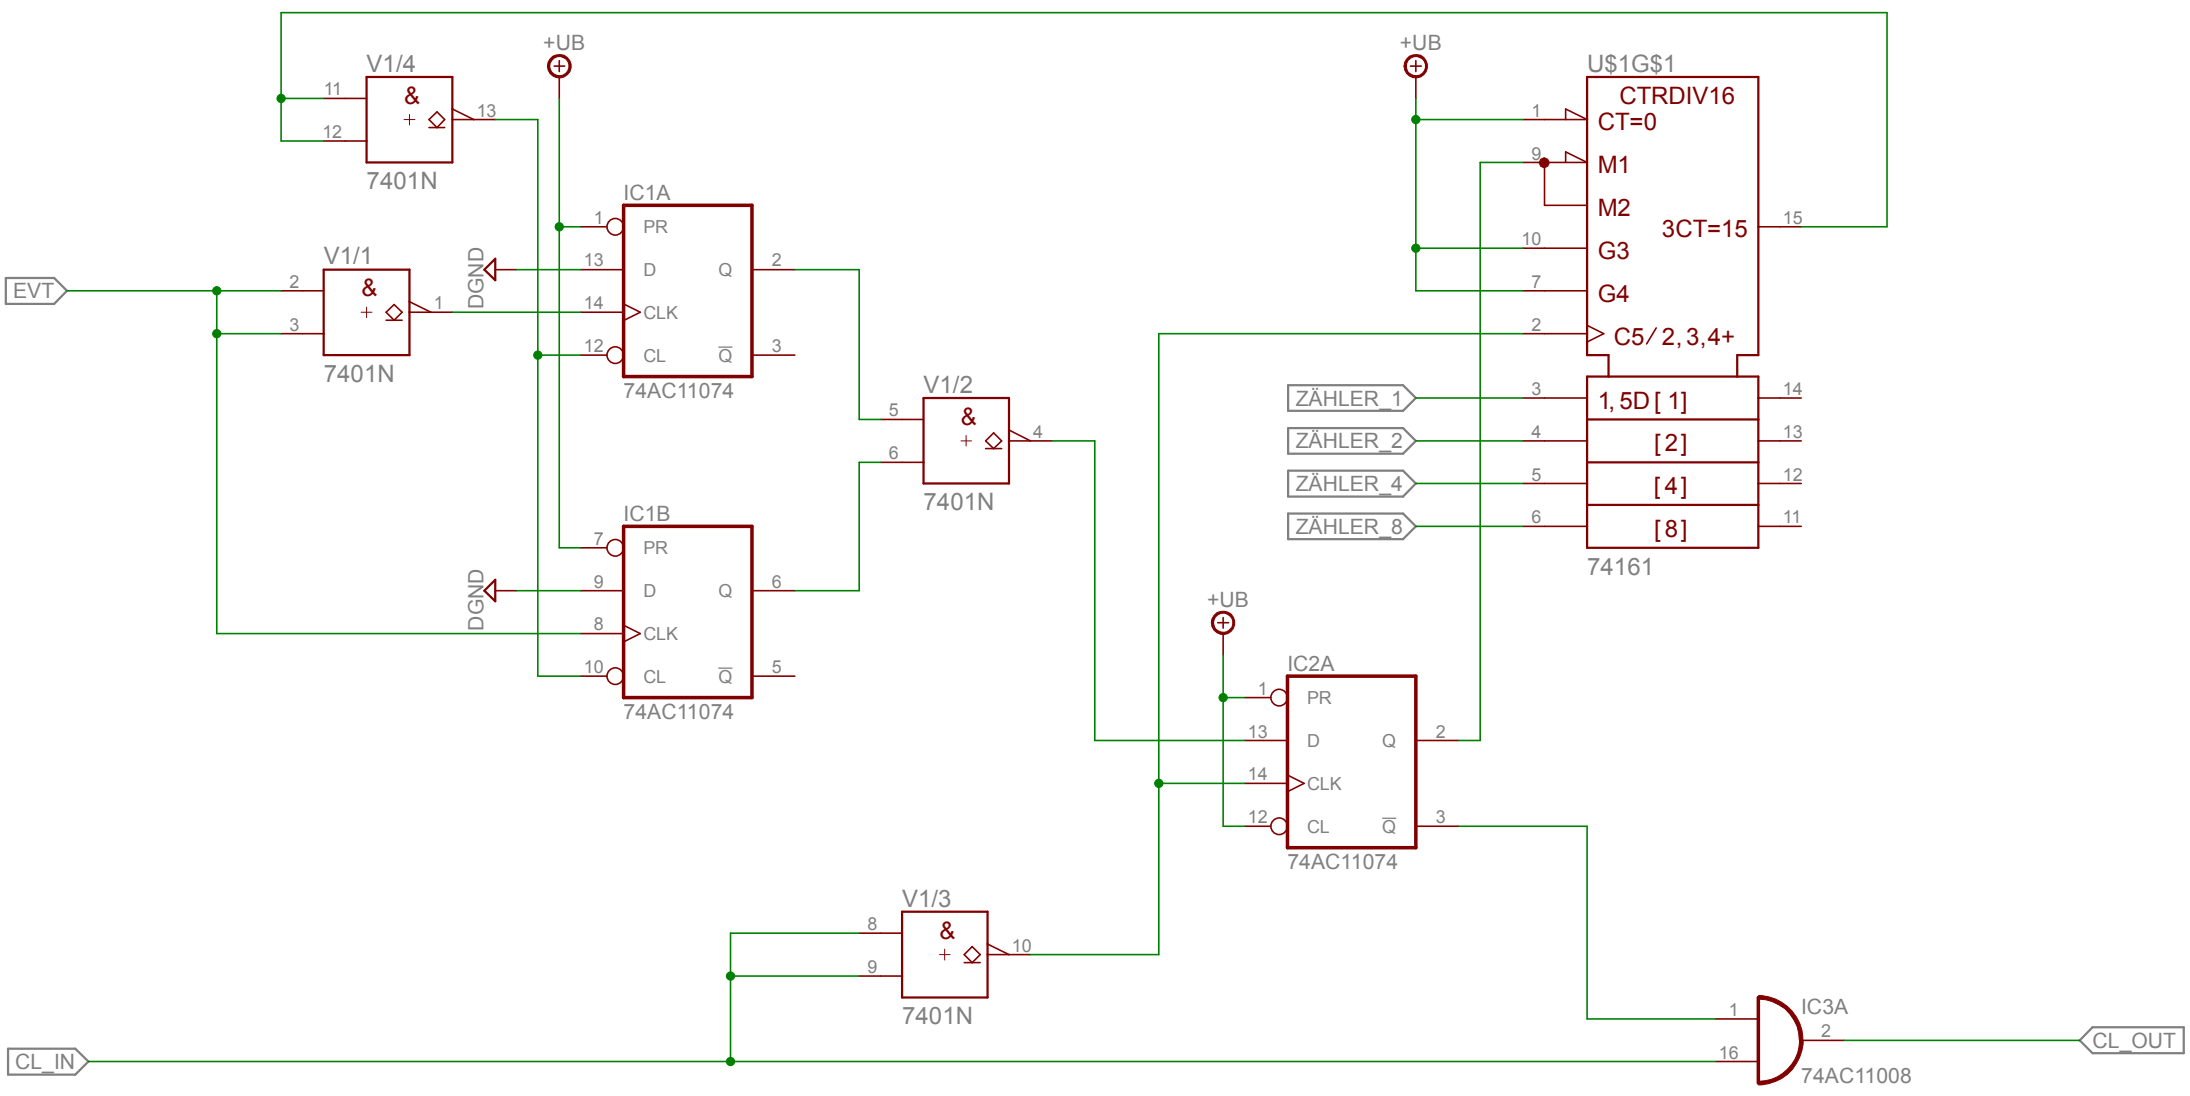 +UB
+UB
V1/4
U$1G$1
11
&
+
13
12
7401N
CTRDIV16
1
CT=0
9
M1
M2
10
G3
3CT=15
15
7
G4
2
C5/2,3,4+
IC1A
1
PR
DGND
13
D
Q
2
14
CLK
12
CL
Q
3
74AC11074
V1/1
EVT
2
&
+
1
3
7401N
V1/2
5
&
+
4
6
7401N
ZÄHLER_1
3
1,5D[1]
14
ZÄHLER_2
4
[2]
13
ZÄHLER_4
5
[4]
12
ZÄHLER_8
6
[8]
11
74161
IC1B
7
PR
DGND
9
D
Q
6
8
CLK
10
CL
Q
5
74AC11074
+UB
IC2A
1
PR
13
D
Q
2
14
CLK
12
CL
Q
3
74AC11074
V1/3
8
&
+
10
9
7401N
CL_IN
1
IC3A
2
16
74AC11008
CL_OUT